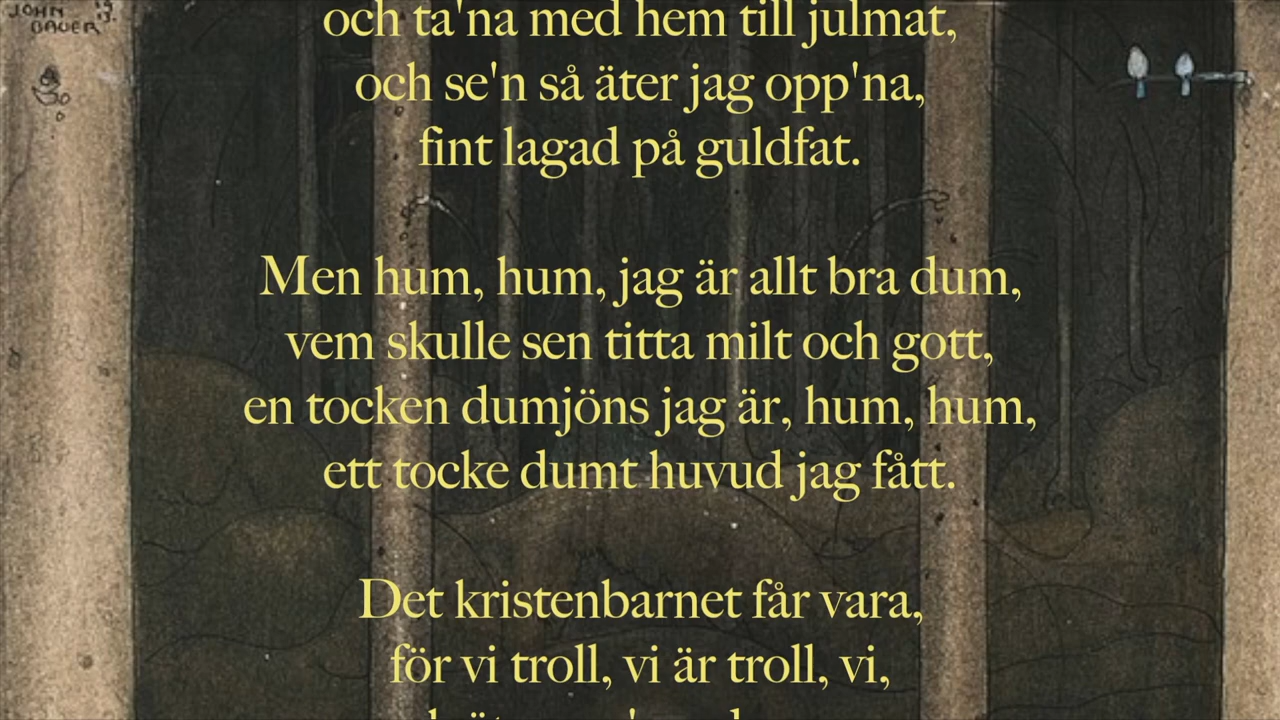 JOHN
BAUER
och ta'na med hem till julmat,
och se'n så äter jag opp'na,
fint lagad på guldfat.
Men hum, hum, jag är allt bra dum,
vem skulle sen titta milt och gott,
en tocken dumjöns jag är, hum, hum,
ett tocke dumt huvud jag fått.
Det kristenbarnet får vara,
för vi troll, vi är troll, vi,